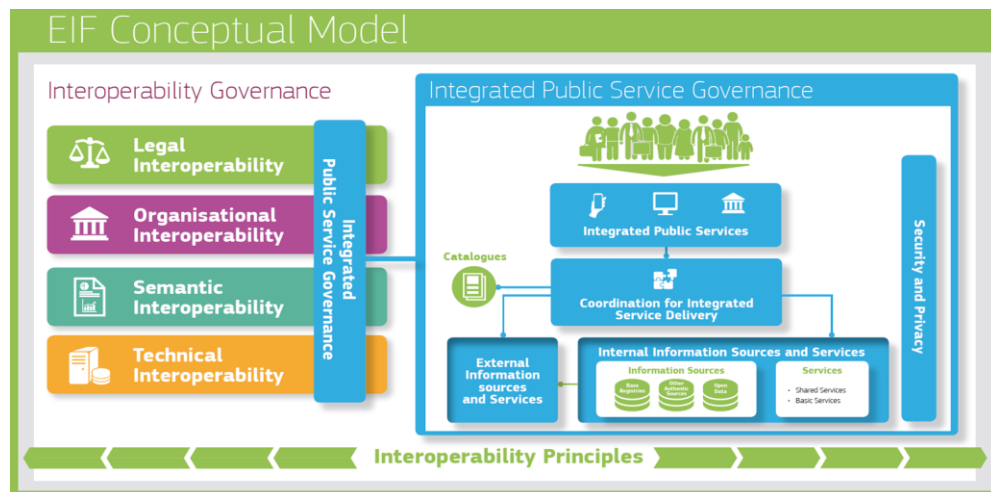 EIF Conceptual Model
Interoperability Governance
Legal
Interoperability
Organisational
Interoperability
Semantic
Interoperability
Technical
Interoperability
Integrated
Public Service Governance
Integrated Public Service Governance
Integrated Public Services
Catalogues
Coordination for Integrated
Service Delivery
External
Information
sources
and Services
Internal Information Sources and Services
Information Sources
Base
Registries
Other
Authentic
Sources
Open
Data
Services
- Shared Services
- Basic Services
Security and Privacy
Interoperability Principles